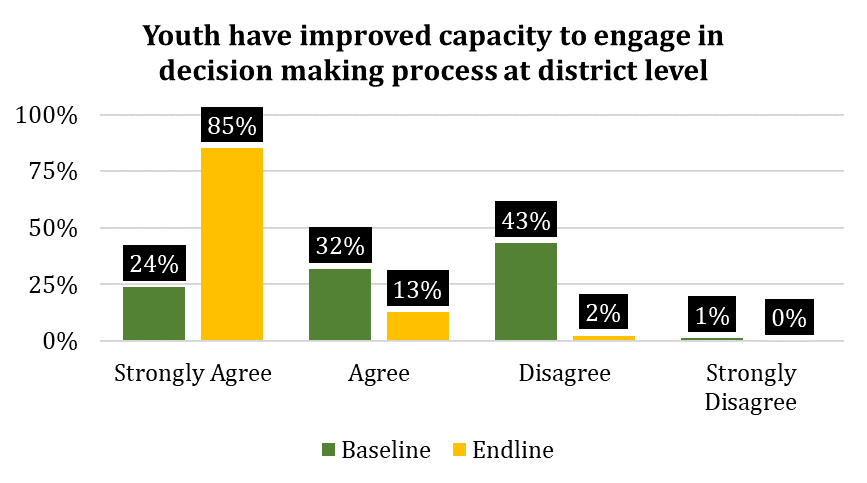 Youth have improved capacity to engage in
decision making process at district level
100%
75%
50%
25%
0%
24%
85%
32%
13%
43%
2%
1%
0%
Strongly Agree
Agree
Disagree
Strongly
Disagree
Baseline
Endline